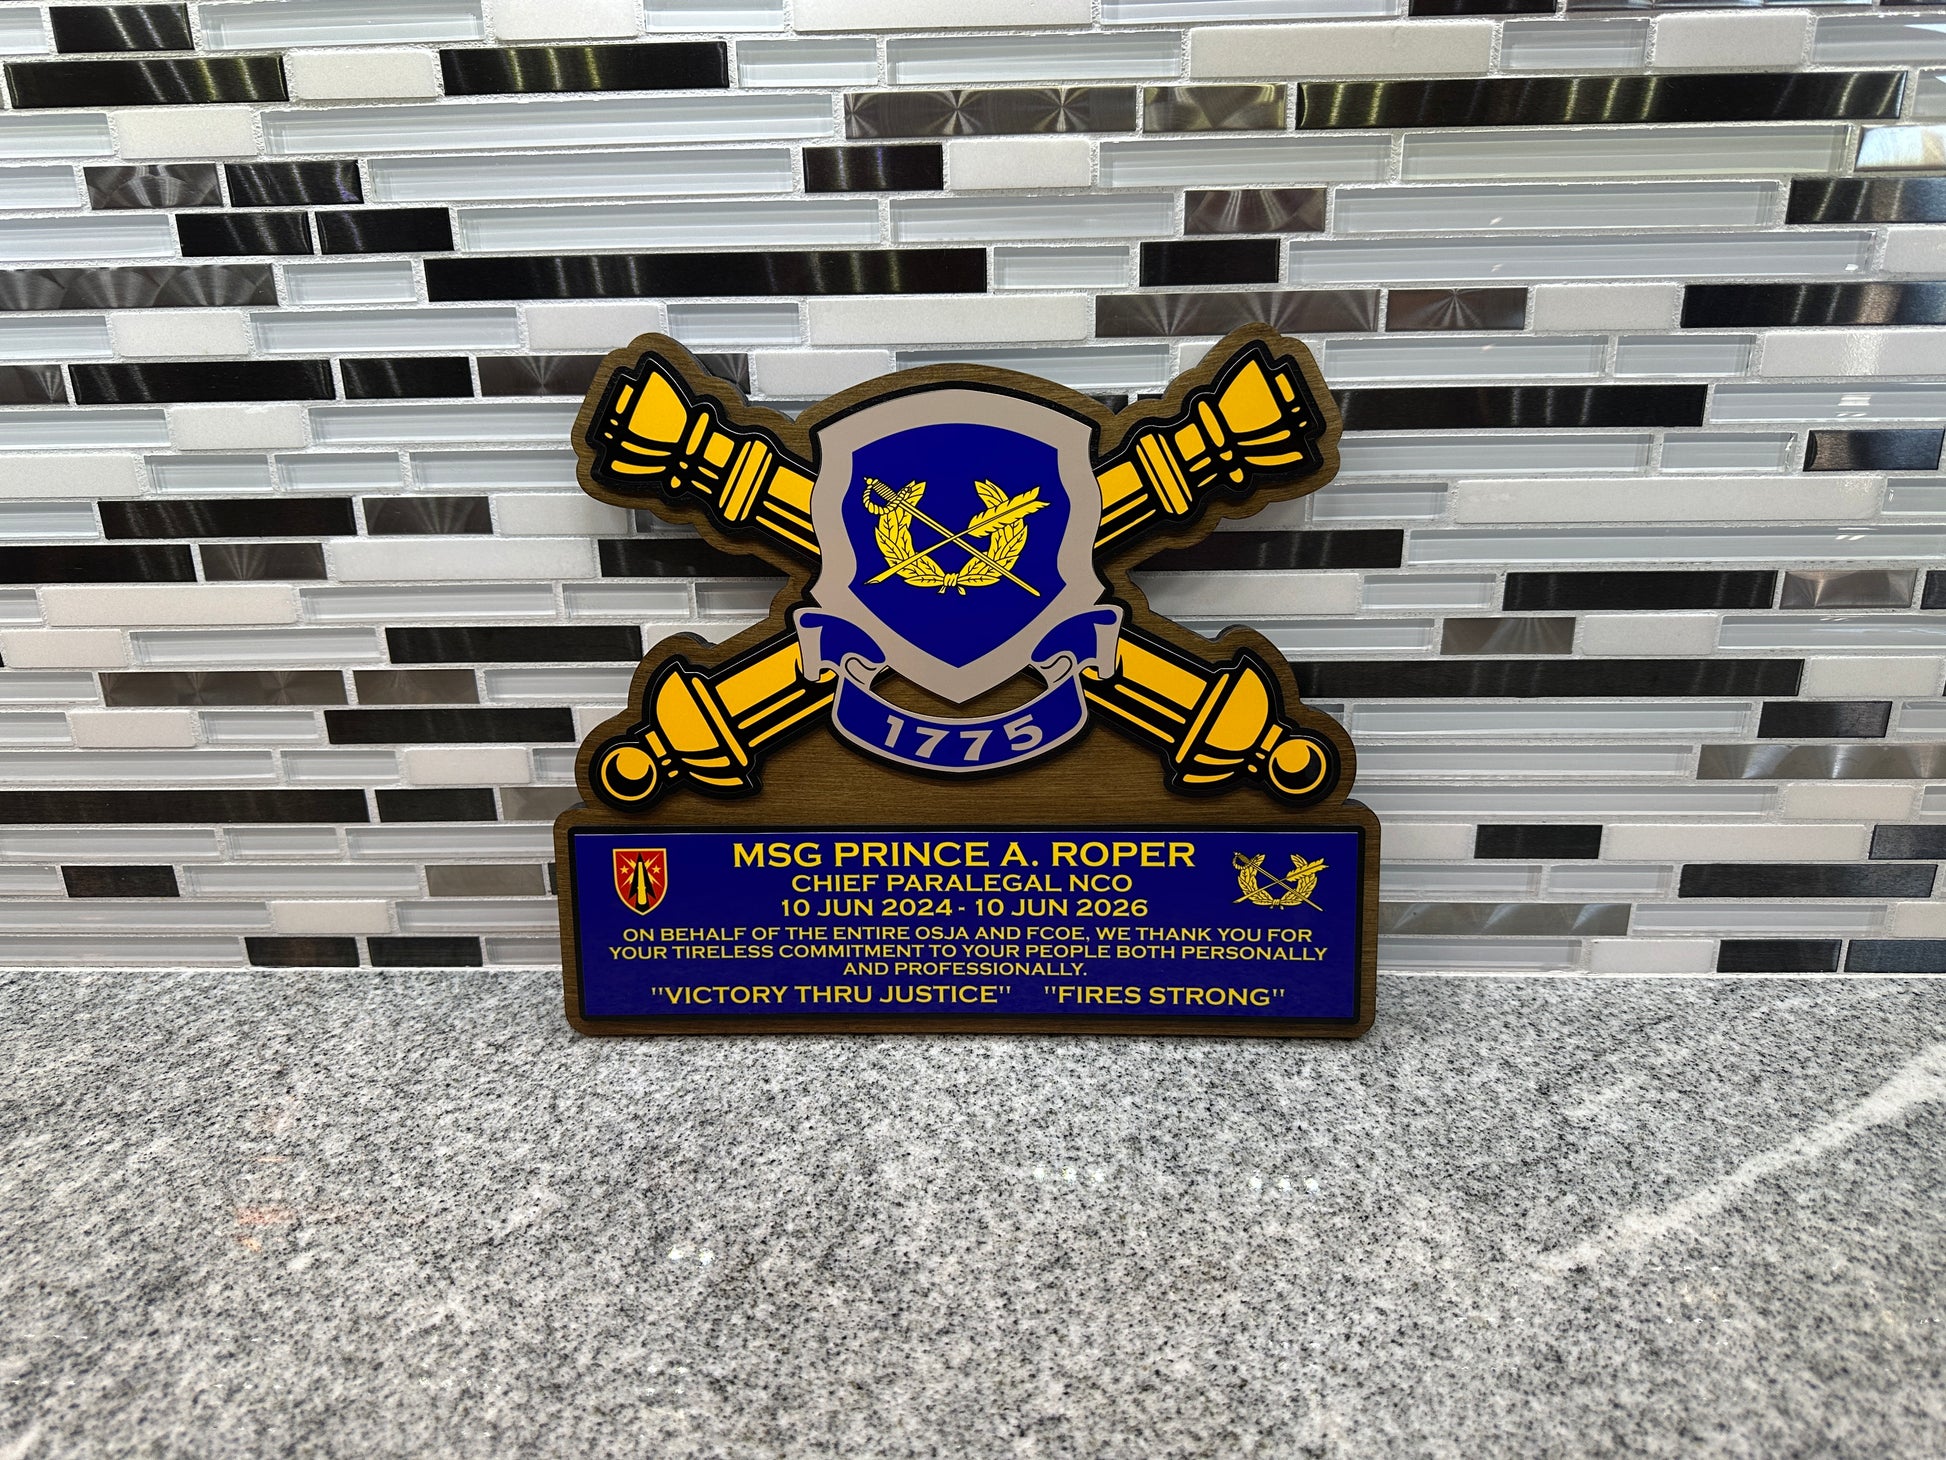 1775
MSG PRINCE A. ROPER
CHIEF PARALEGAL NCO
10 JUN 2024 - 10 JUN 2026
ON BEHALF OF THE ENTIRE OSJA AND FCOE, WE THANK YOU FOR
YOUR TIRELESS COMMITMENT TO YOUR PEOPLE BOTH PERSONALLY
AND PROFESSIONALLY.
"VICTORY THRU JUSTICE" "FIRES STRONG"